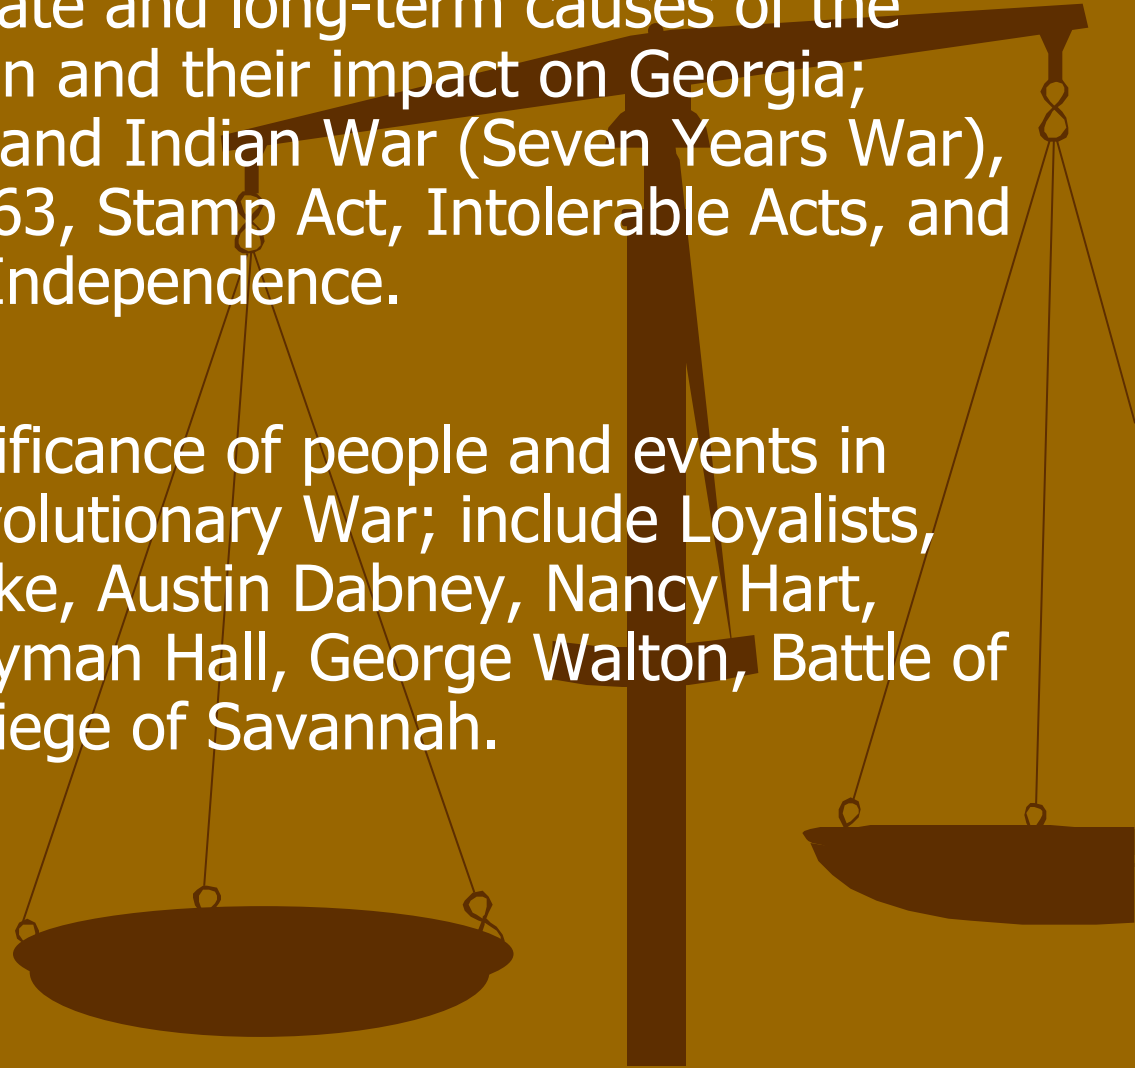 ate and long-term causes of the
n and their impact on Georgia;
and Indian War (Seven Years War),
63, Stamp Act, Intolerable Acts, and
Independence.
ificance of people and events in
volutionary War; include Loyalists,
ke, Austin Dabney, Nancy Hart,
yman Hall, George Walton, Battle of
iege of Savannah.